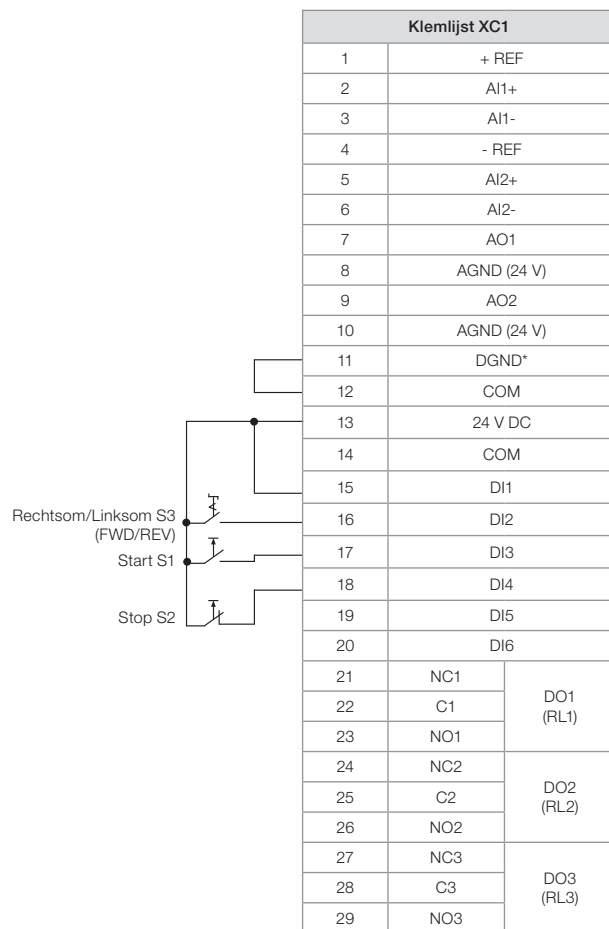 Klemlijst XC1
1 + REF
2 AI1+
3 AI1-
4 - REF
5 AI2+
6 AI2-
7 AO1
8 AGND (24 V)
9 AO2
10 AGND (24 V)
11 DGND*
12 COM
13 24 V DC
14 COM
15 DI1
Rechtsom/Linksom S3
(FWD/REV)
16 DI2
Start S1
17 DI3
18 DI4
Stop S2
19 DI5
20 DI6
21 NC1
22 C1
23 NO1
DO1
(RL1)
24 NC2
25 C2
26 NO2
DO2
(RL2)
27 NC3
28 C3
29 NO3
DO3
(RL3)